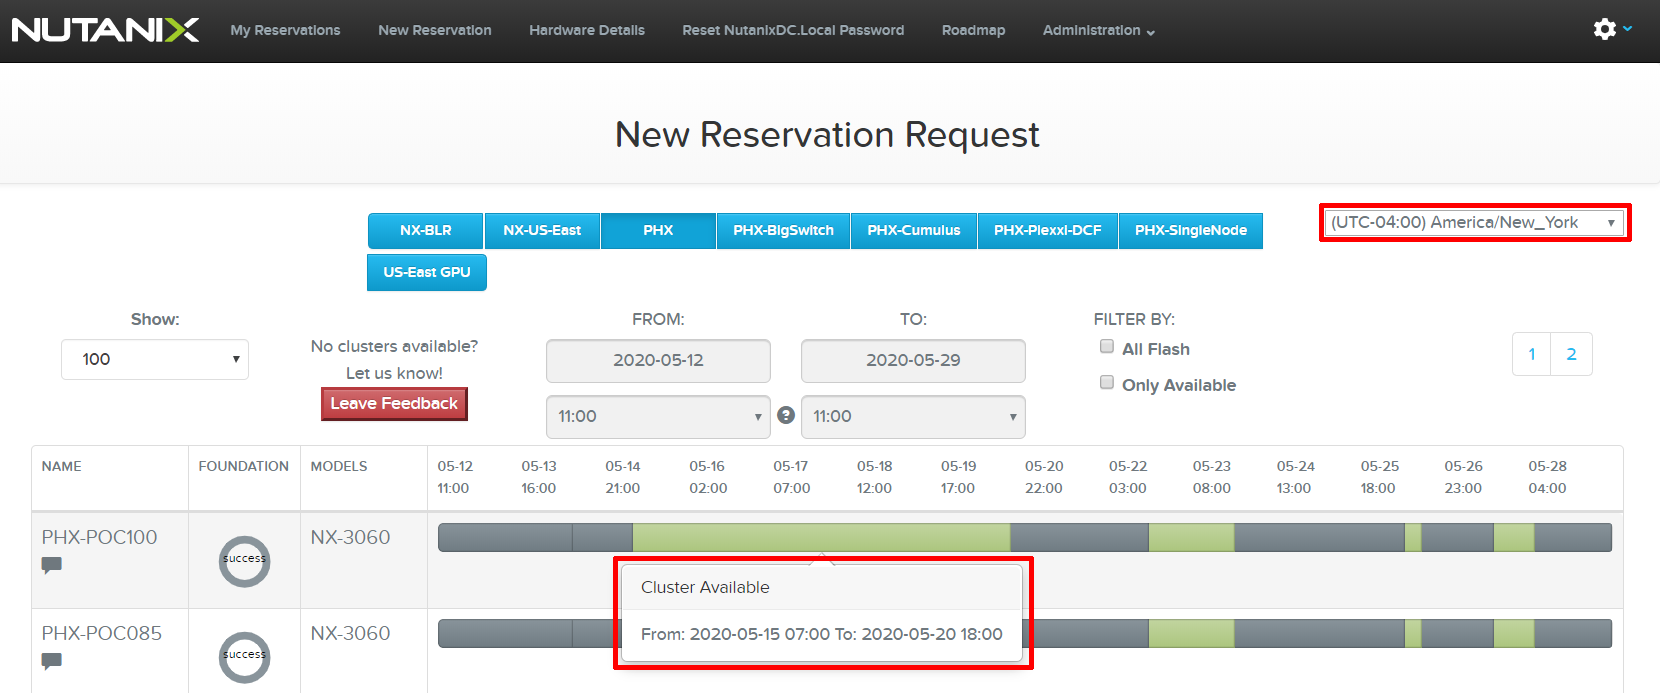 NUTANIX My Reservations New Reservation Hardware Details Reset NutanixDC.Local Password Roadmap Administration
New Reservation Request
NX-BLR NX-US-East PHX PHX-BigSwitch PHX-Cumulus PHX-Plexxi-DCF PHX-SingleNode
(UTC-04:00) America/New_York
US-East GPU
Show:
100
No clusters available?
Let us know!
Leave Feedback
FROM:
2020-05-12
11:00
?
TO:
2020-05-29
11:00
FILTER BY:
All Flash
Only Available
1 2
NAME FOUNDATION MODELS
05-12 05-13 05-14 05-16 05-17 05-18 05-19 05-20 05-22 05-23 05-24 05-25 05-26 05-28
11:00 16:00 21:00 02:00 07:00 12:00 17:00 22:00 03:00 08:00 13:00 18:00 23:00 04:00
PHX-POC100 success NX-3060
Cluster Available
From: 2020-05-15 07:00 To: 2020-05-20 18:00
PHX-POC085 success NX-3060